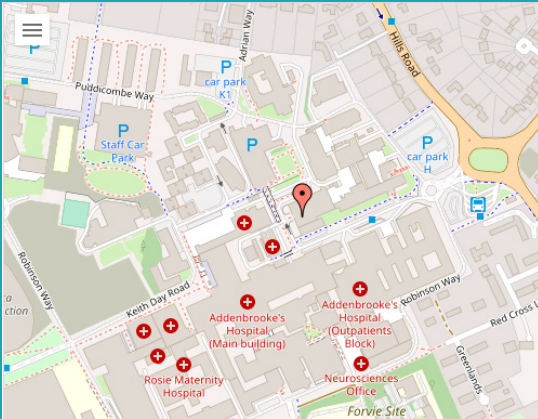 Adrian Way
Hills Road
P
P
car park
K1
Puddicombe Way
P
Staff Car
Park
P
P
car park
H
Robinson Way
Keith Day Road
Addenbrooke's
Hospital
(Main building)
Addenbrooke's
Hospital
(Outpatients
Block)
Robinson Way
Red Cross L
Rosie Maternity
Hospital
Neurosciences
Office
Greenlands
Forvie Site
ction